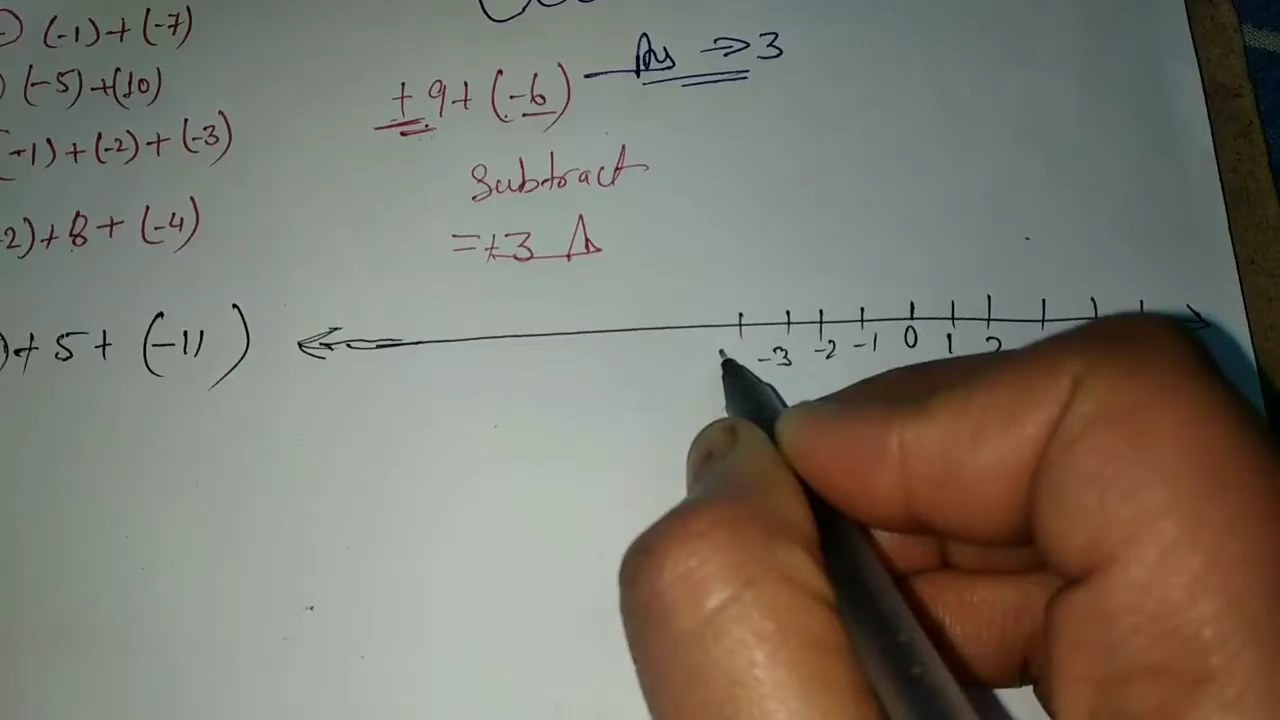 (-1)+(-7)
(-5)+(10)
-1)+(-2)+(-3)
-2)+8+(-4)
)+5+(-11)
+9+(-6) As ⇒ 3
Subtract
=+3 A
-3 -2 -1 0 1 2